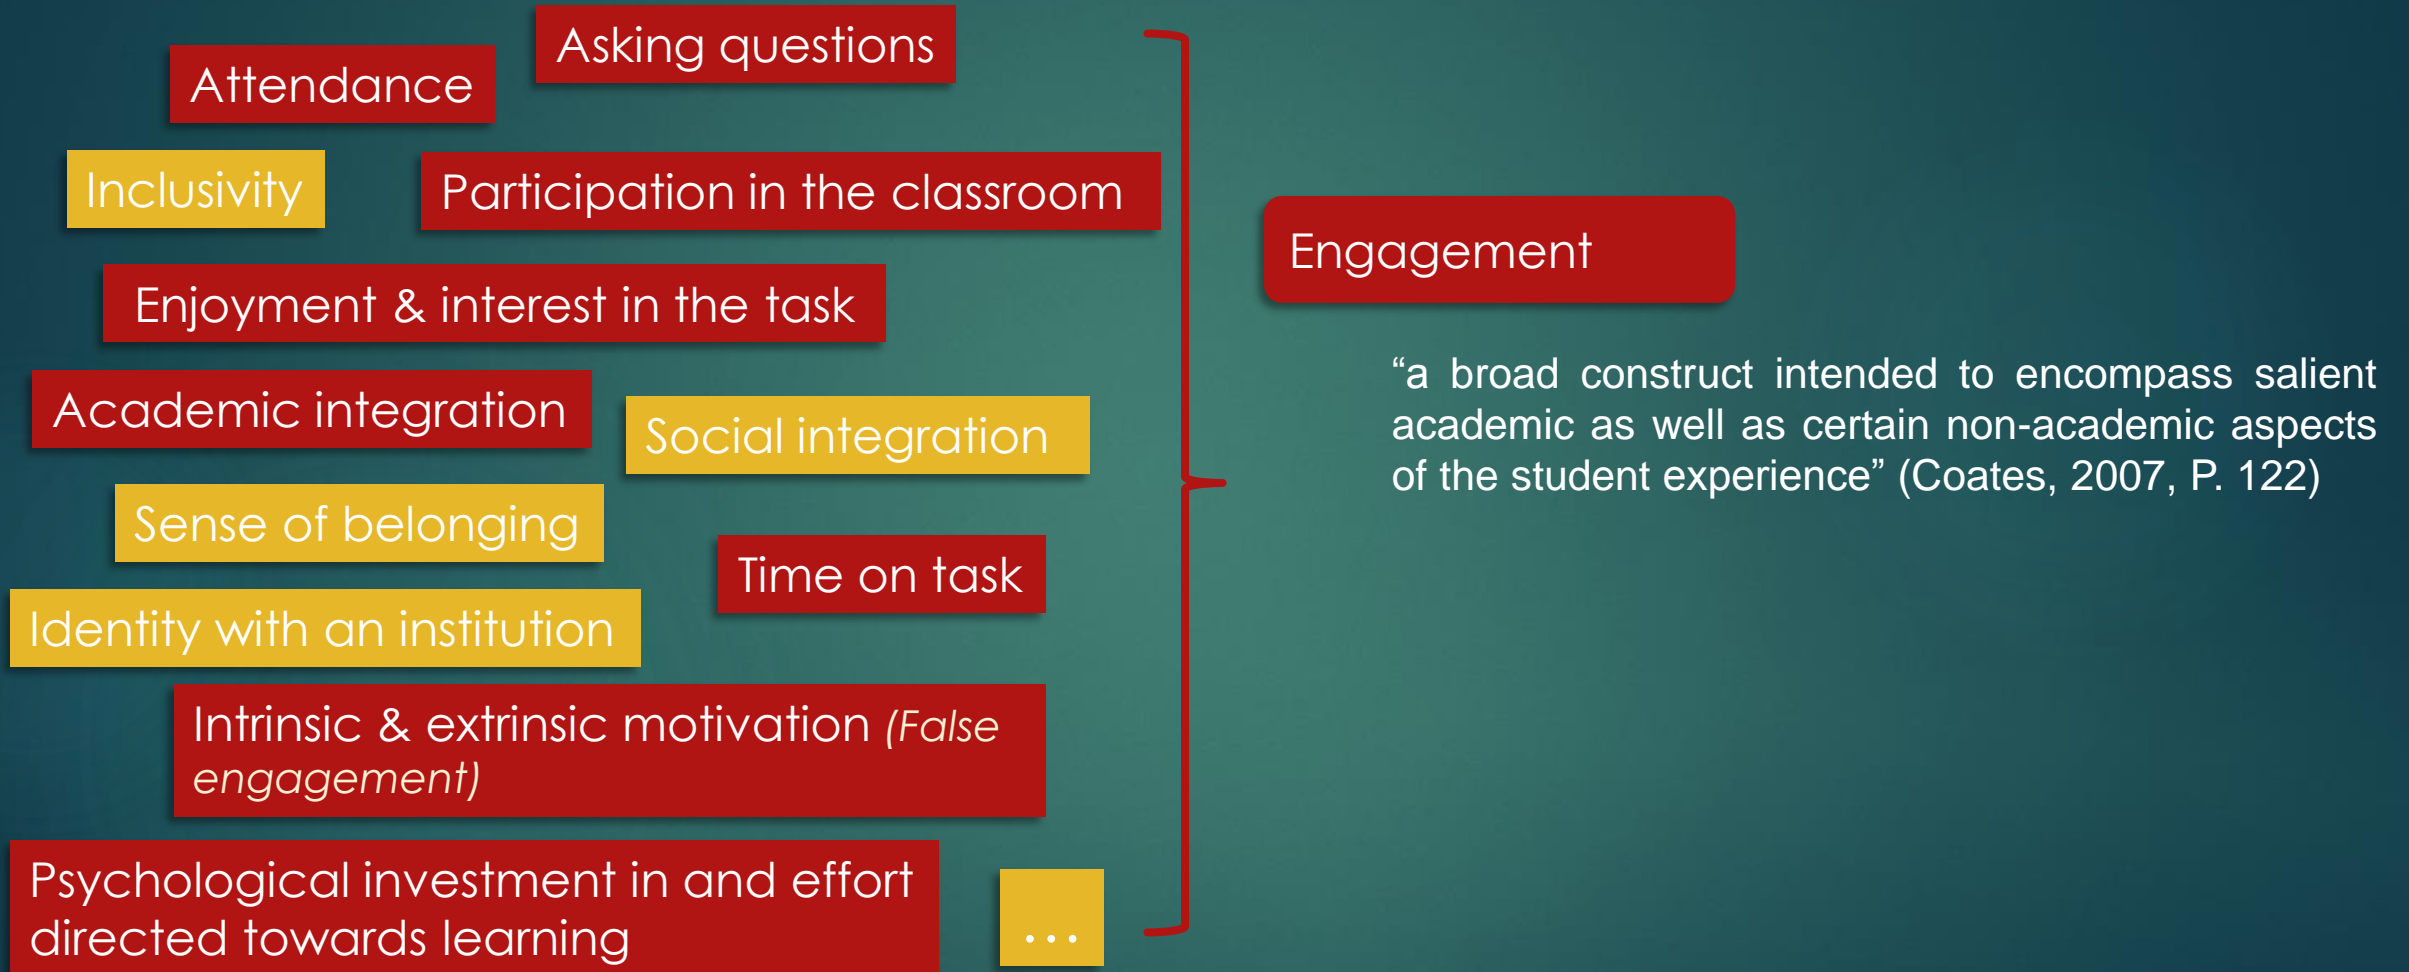 Asking questions
Attendance
Inclusivity
Participation in the classroom
Enjoyment & interest in the task
Academic integration
Social integration
Sense of belonging
Time on task
Identity with an institution
Intrinsic & extrinsic motivation (False
engagement)
Psychological investment in and effort
directed towards learning
...
Engagement
“a broad construct intended to encompass salient
academic as well as certain non-academic aspects
of the student experience” (Coates, 2007, P. 122)